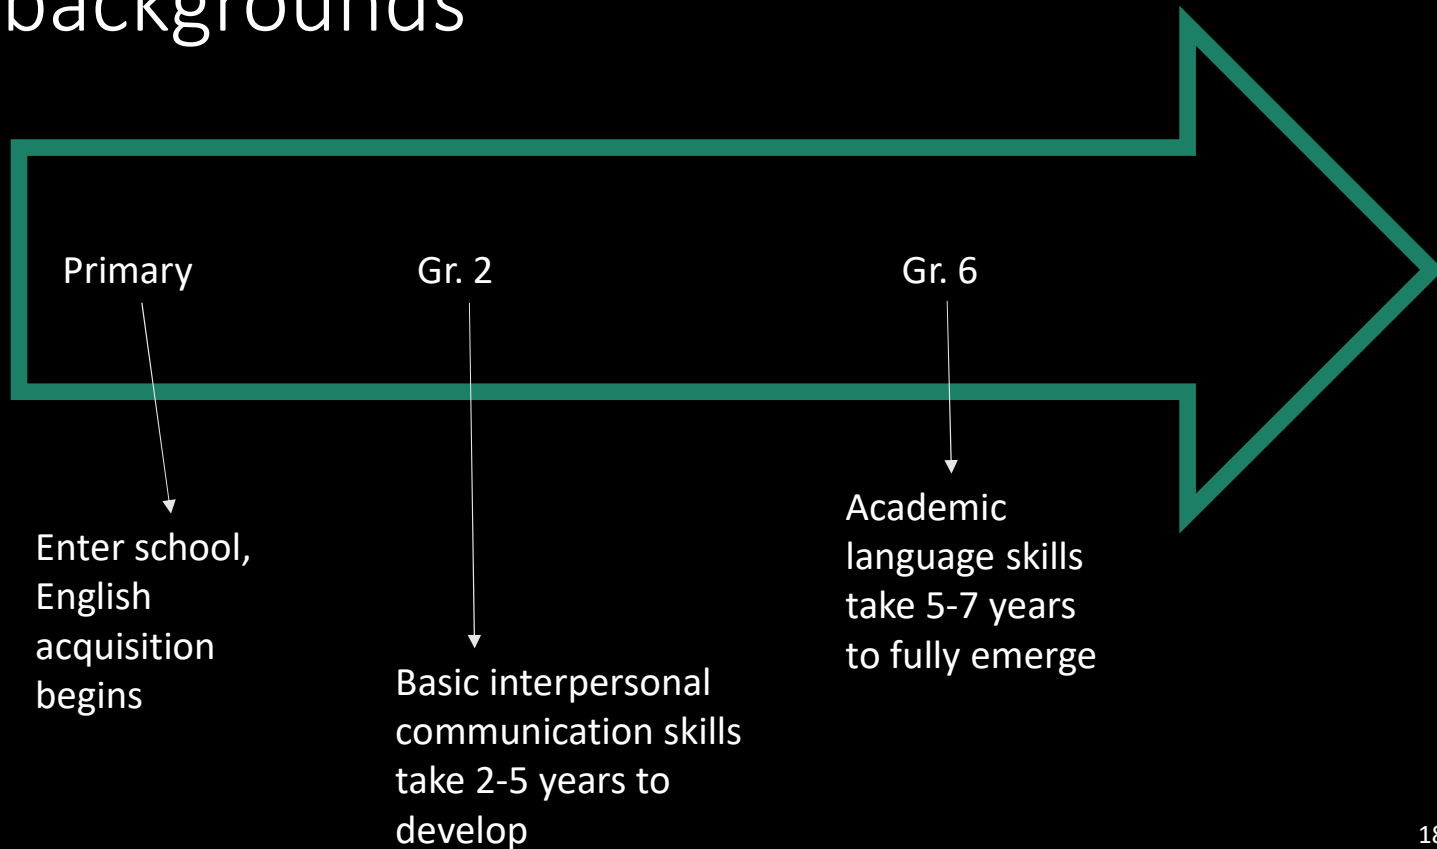 backgrounds
Primary
Gr. 2
Gr. 6
Enter school,
English
acquisition
begins
Basic interpersonal
communication skills
take 2-5 years to
develop
Academic
language skills
take 5-7 years
to fully emerge
18